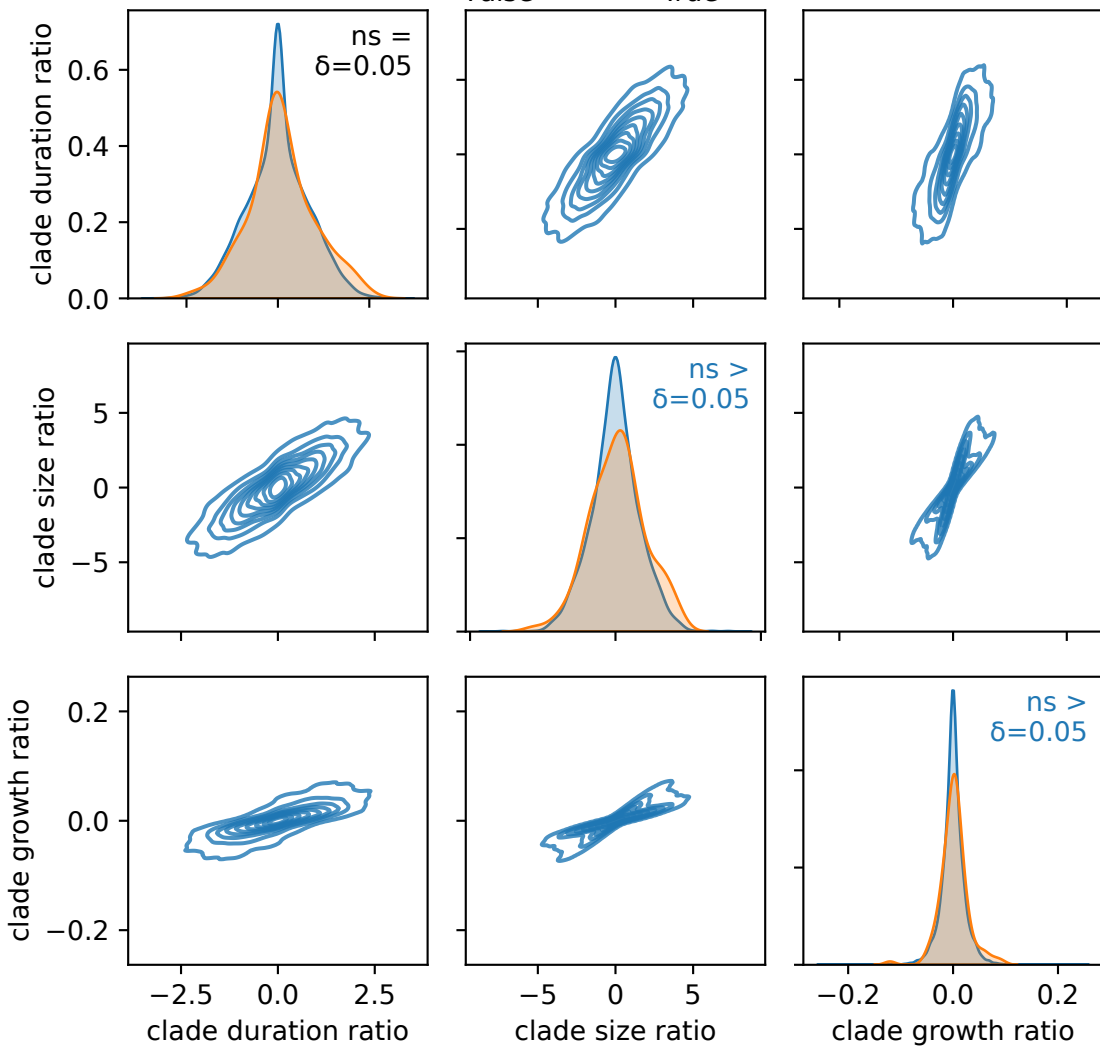 clade duration ratio
0.6
0.4
0.2
0.0
ns =
δ=0.05
clade size ratio
5
0
−5
ns >
δ=0.05
clade growth ratio
0.2
0.0
−0.2
ns >
δ=0.05
−2.5 0.0 2.5
−5 0 5
−0.2 0.0 0.2
clade duration ratio
clade size ratio
clade growth ratio